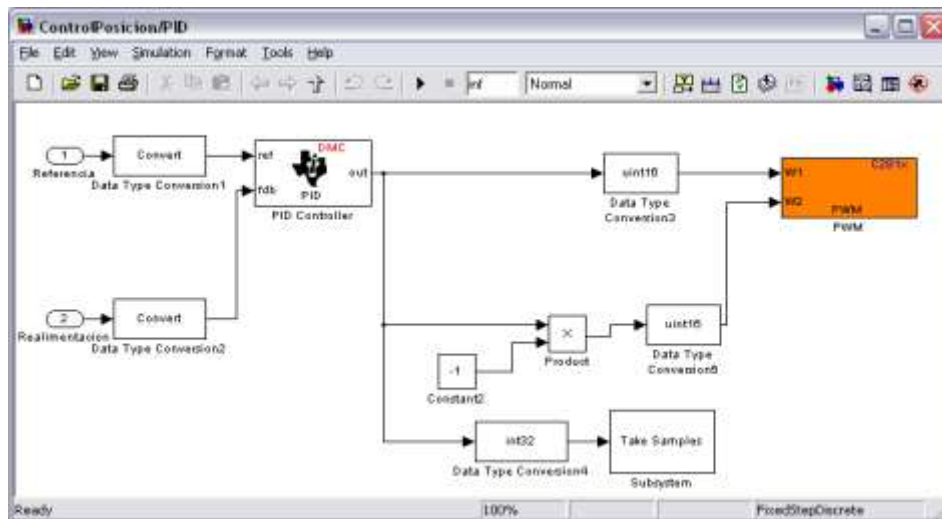 ControlPosicion/PID
File Edit View Simulation Format Tools Help
inf Normal
1
Referencia
Convert
Data Type Conversion1
ref
fdb
DMC
out
PID
PID Controller
uint16
Data Type
Conversion3
C281x
W1
W2
PWM
PWM
2
Realimentacion
Convert
Data Type Conversion2
×
Product
uint16
Data Type
-1
Constant2
int32
Data Type Conversion4
Take Samples
Subsystem
Ready 100% FixedStepDiscrete